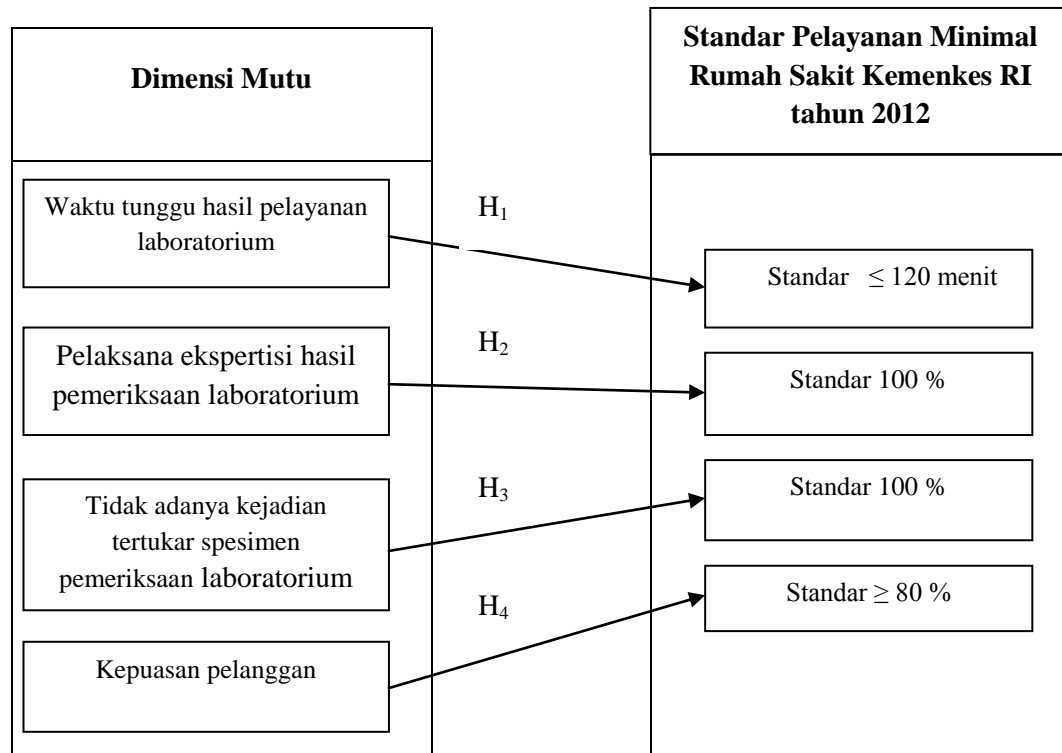 Dimensi Mutu
Standar Pelayanan Minimal
Rumah Sakit Kemenkes RI
tahun 2012
Waktu tunggu hasil pelayanan
laboratorium
H₁
Standar ≤ 120 menit
Pelaksana ekspertisi hasil
pemeriksaan laboratorium
H₂
Standar 100 %
Tidak adanya kejadian
tertukar spesimen
pemeriksaan laboratorium
H₃
Standar 100 %
Kepuasan pelanggan
H₄
Standar ≥ 80 %